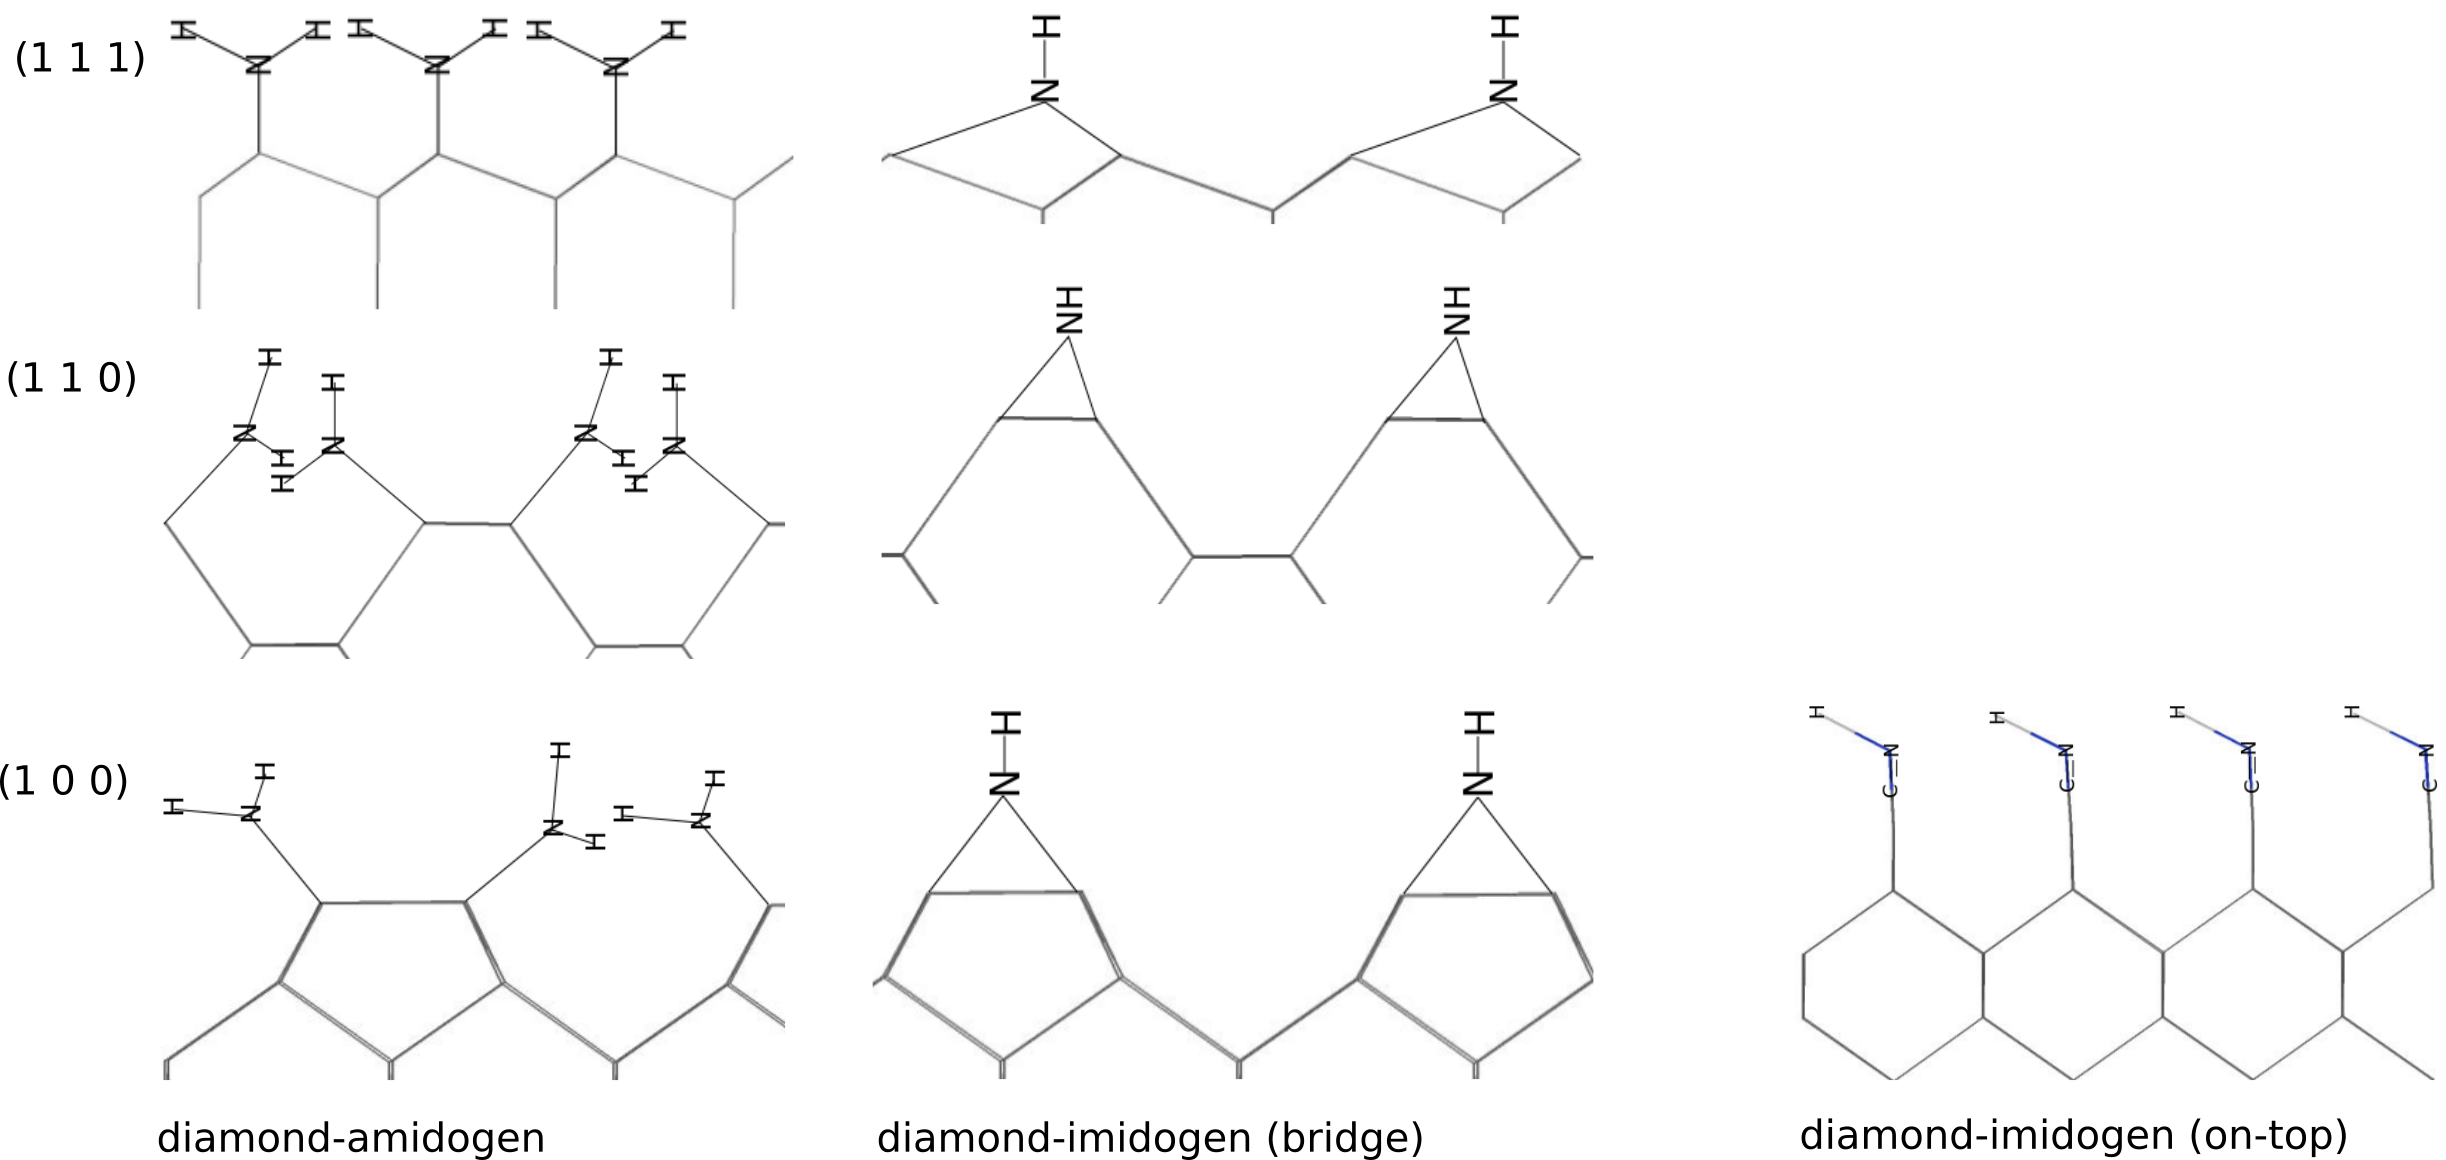 H H H H H H
(1 1 1) N N N
H H
N N
NH NH
(1 1 0)
H H H H
N N N N
H H H H
(1 0 0)
H H N H N H H H N
H H
N N
H H H H
N N N N
C C C C
diamond-amidogen
diamond-imidogen (bridge)
diamond-imidogen (on-top)